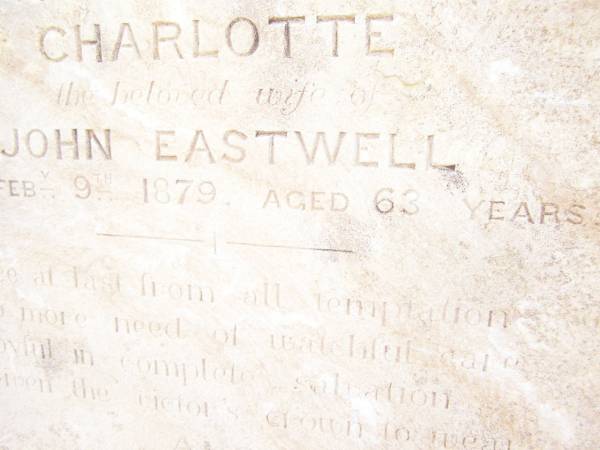 CHARLOTTE
the beloved wife of
JOHN EASTWELL
FEBY 9TH 1879. AGED 63 YEARS
at last from all temptation
more need of watchful care
in complete salvation
the victor's crown to wear